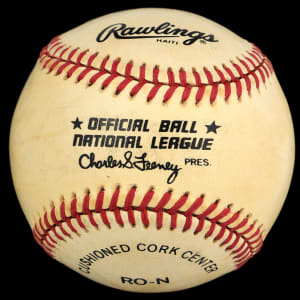 Rawlings
HAITI
★ OFFICIAL BALL ★
NATIONAL LEAGUE
Charles S. Feeney PRES.
CUSHIONED CORK CENTER
RO-N